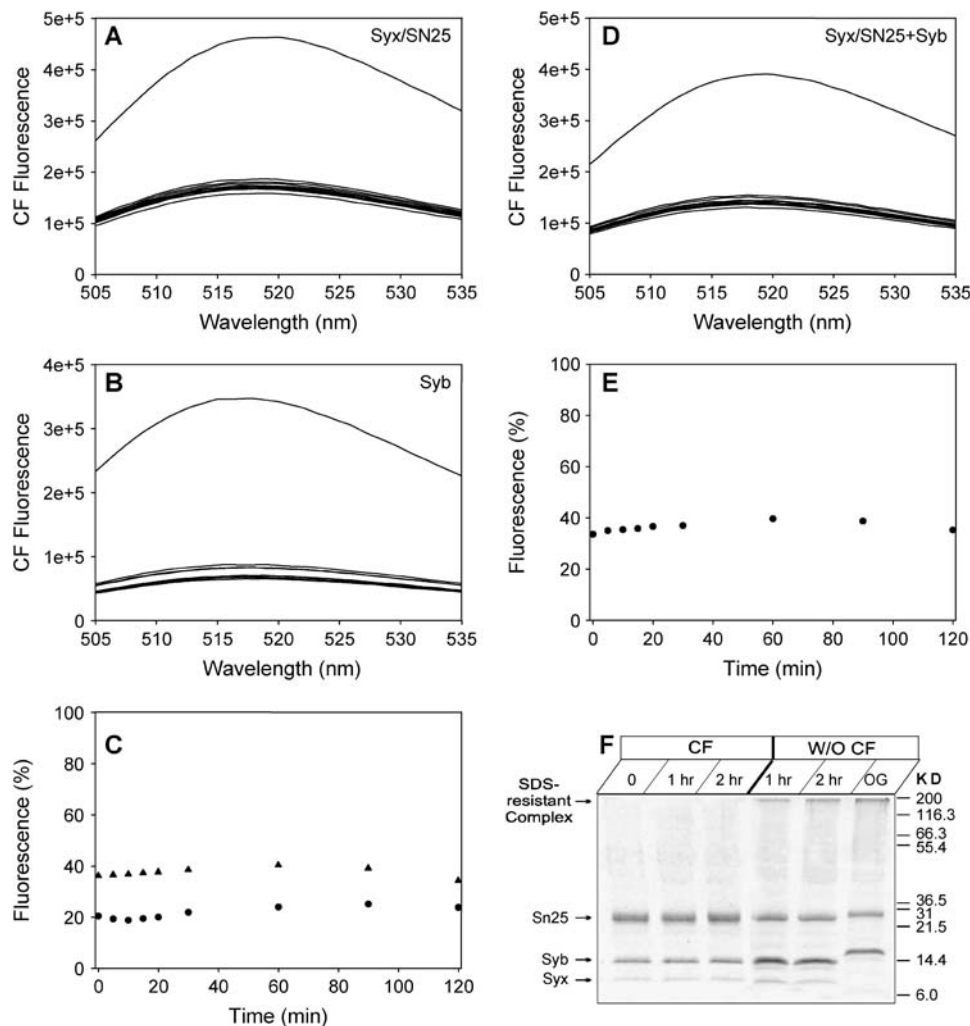 A
Syx/SN25
CF Fluorescence
5e+5
4e+5
3e+5
2e+5
1e+5
0
505 510 515 520 525 530 535
Wavelength (nm)
D
Syx/SN25+Syb
CF Fluorescence
5e+5
4e+5
3e+5
2e+5
1e+5
0
505 510 515 520 525 530 535
Wavelength (nm)
B
Syb
CF Fluorescence
4e+5
3e+5
2e+5
1e+5
0
505 510 515 520 525 530 535
Wavelength (nm)
E
Fluorescence (%)
100
80
60
40
20
0
0 20 40 60 80 100 120
Time (min)
C
Fluorescence (%)
100
80
60
40
20
0
0 20 40 60 80 100 120
Time (min)
F
CF W/O CF
0 1 hr 2 hr 1 hr 2 hr OG KD
SDS-
resistant
Complex
200
116.3
66.3
55.4
36.5
31
21.5
14.4
6.0
Sn25
Syb
Syx